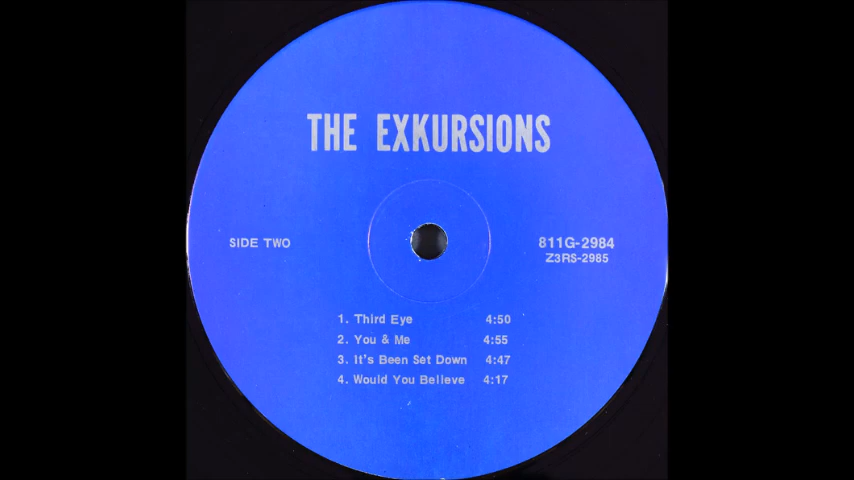 THE EXKURSIONS
SIDE TWO
811G-2984
Z3RS-2985
1. Third Eye 4:50
2. You & Me 4:55
3. It's Been Set Down 4:47
4. Would You Believe 4:17